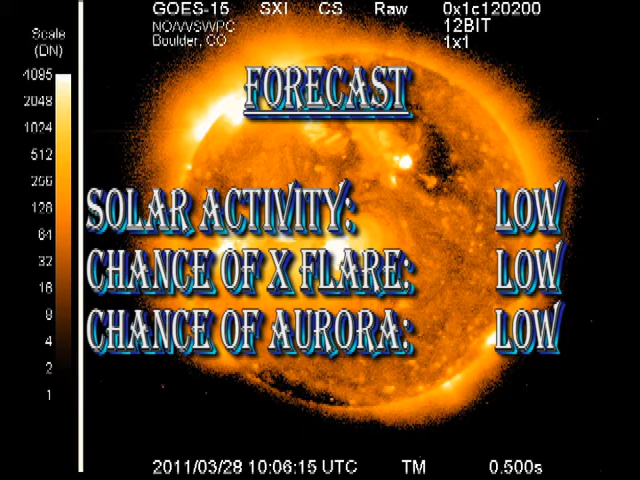 GOES-15 SXI CS Raw 0x1c120200
NOAA/SWPC 12BIT
Boulder, CO 1x1
Scale
(DN)
4095
2048
1024
512
256
128
64
32
16
8
4
2
1
FORECAST
SOLAR ACTIVITY: LOW
CHANCE OF X FLARE: LOW
CHANCE OF AURORA: LOW
2011/03/28 10:06:15 UTC TM 0.500s